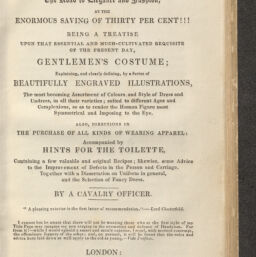 The Road to Elegance and Fashion,
AT THE
ENORMOUS SAVING OF THIRTY PER CENT!!!
BEING A TREATISE
UPON THAT ESSENTIAL AND MUCH-CULTIVATED REQUISITE
OF THE PRESENT DAY,
GENTLEMEN'S COSTUME;
Explaining, and clearly defining, by a Series of
BEAUTIFULLY ENGRAVED ILLUSTRATIONS,
The most becoming Assortment of Colours, and Style of Dress and
Undress, in all their varieties; suited to different Ages and
Complexions, so as to render the Human Figure most
Symmetrical and Imposing to the Eye.
ALSO, DIRECTIONS IN
THE PURCHASE OF ALL KINDS OF WEARING APPAREL:
Accompanied by
HINTS FOR THE TOILETTE,
Containing a few valuable and original Recipes; likewise, some Advice
to the Improvement of Defects in the Person and Carriage.
Together with a Dissertation on Uniform in general,
and the Selection of Fancy Dress.
BY A CAVALRY OFFICER.
"A pleasing exterior is the first letter of recommendation."—Lord Chesterfield.
LONDON: